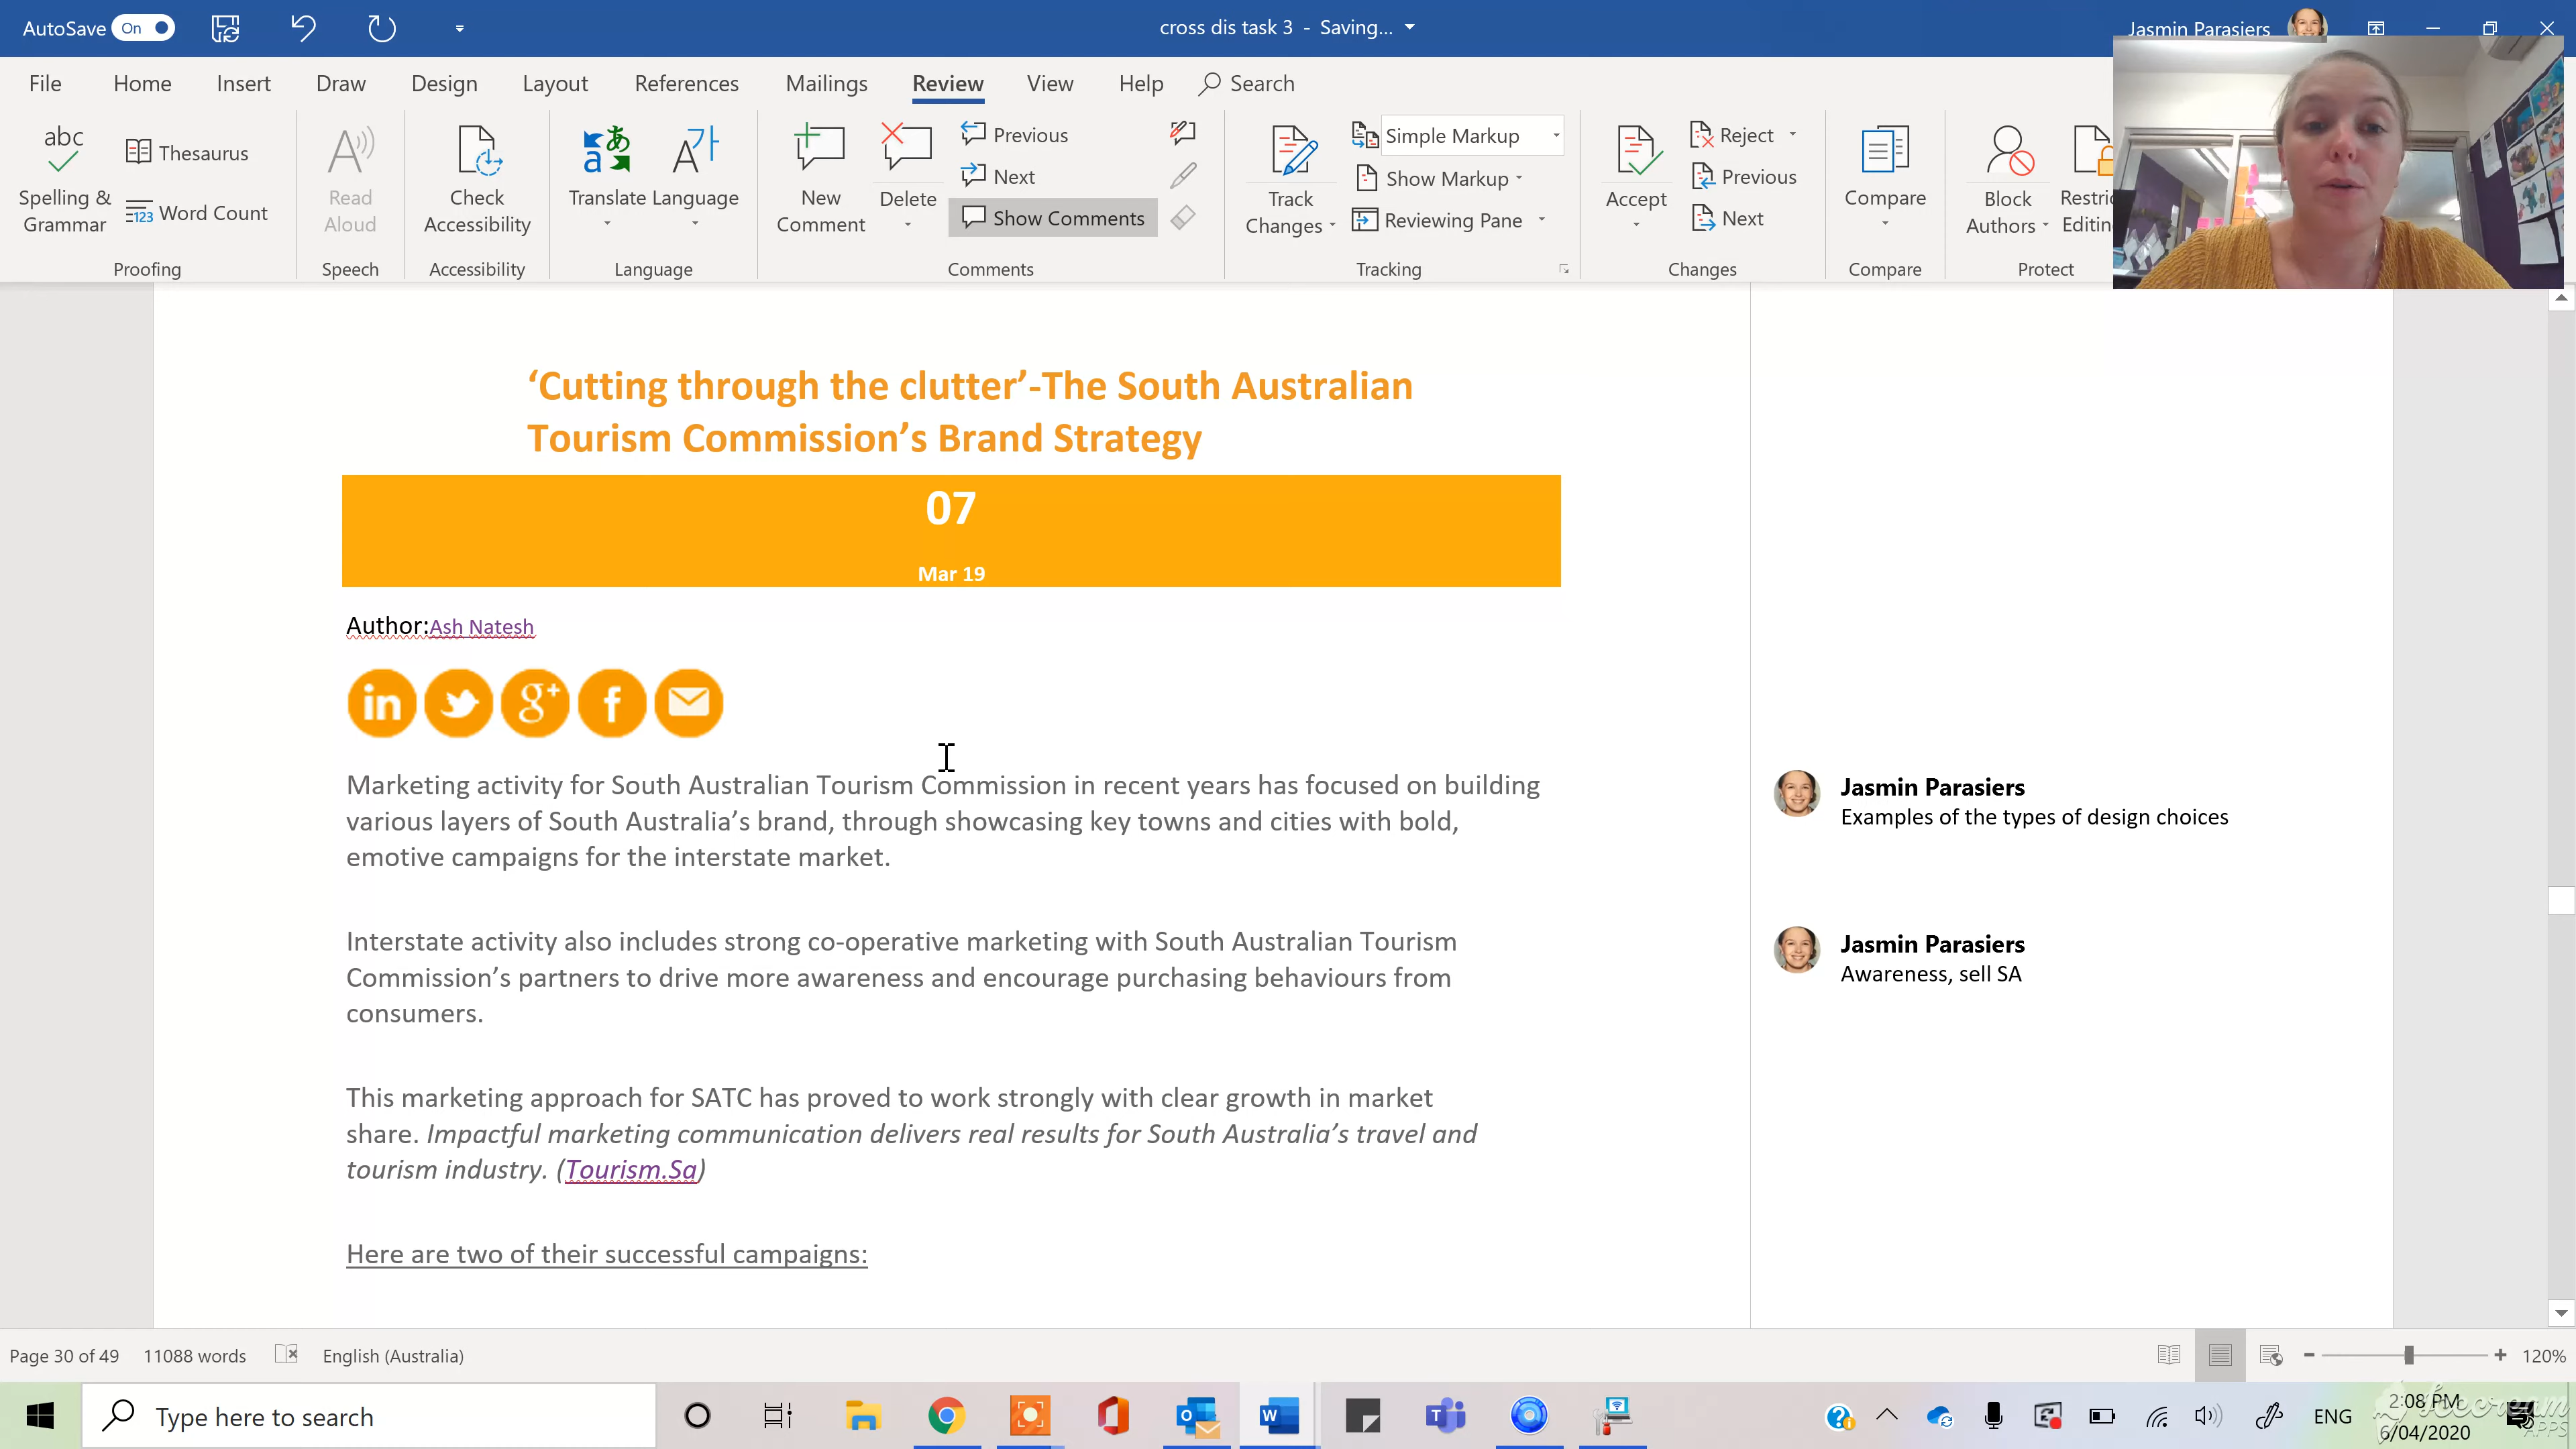 AutoSave On
cross dis task 3 - Saving...
Jasmin Parasiers
File Home Insert Draw Design Layout References Mailings Review View Help Search
abc
Spelling & Grammar
Thesaurus
123 Word Count
Proofing
Read Aloud
Speech
Check Accessibility
Accessibility
Translate
Language
Language
New Comment
Delete
Previous
Next
Show Comments
Comments
Track Changes
Simple Markup
Show Markup
Reviewing Pane
Tracking
Accept
Reject
Previous
Next
Changes
Compare
Compare
Block Authors
Protect
‘Cutting through the clutter’-The South Australian
Tourism Commission’s Brand Strategy
07
Mar 19
Author:Ash Natesh
in g+ f
Marketing activity for South Australian Tourism Commission in recent years has focused on building
various layers of South Australia’s brand, through showcasing key towns and cities with bold,
emotive campaigns for the interstate market.
Interstate activity also includes strong co-operative marketing with South Australian Tourism
Commission’s partners to drive more awareness and encourage purchasing behaviours from
consumers.
This marketing approach for SATC has proved to work strongly with clear growth in market
share. Impactful marketing communication delivers real results for South Australia’s travel and
tourism industry. (Tourism.Sa)
Here are two of their successful campaigns:
Jasmin Parasiers
Examples of the types of design choices
Jasmin Parasiers
Awareness, sell SA
Page 30 of 49 11088 words English (Australia)
120%
Type here to search
ENG
2:08 PM
6/04/2020